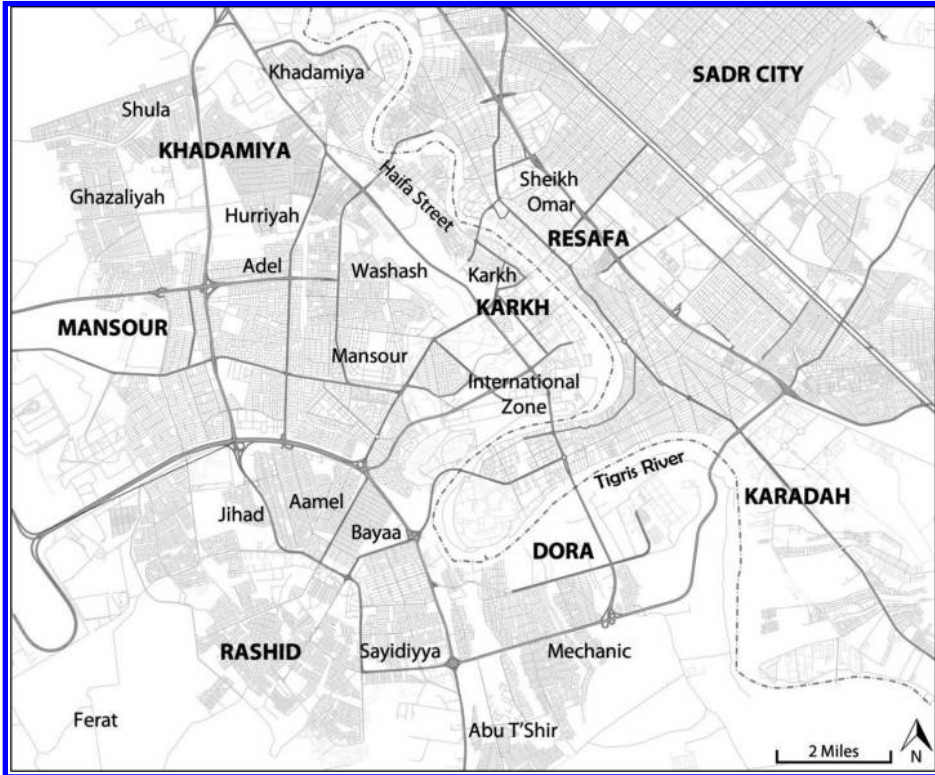 SADR CITY
Khadamiya
Shula
KHADAMIYA
Haifa Street
Sheikh
Omar
Ghazaliyah
Hurriyah
RESAFA
Adel
Washash
Karkh
KARKH
MANSOUR
Mansour
International
Zone
Tigris River
KARADAH
Aamel
Jihad
Bayaa
DORA
RASHID
Sayidiyya
Mechanic
Ferat
Abu T'Shir
2 Miles
N